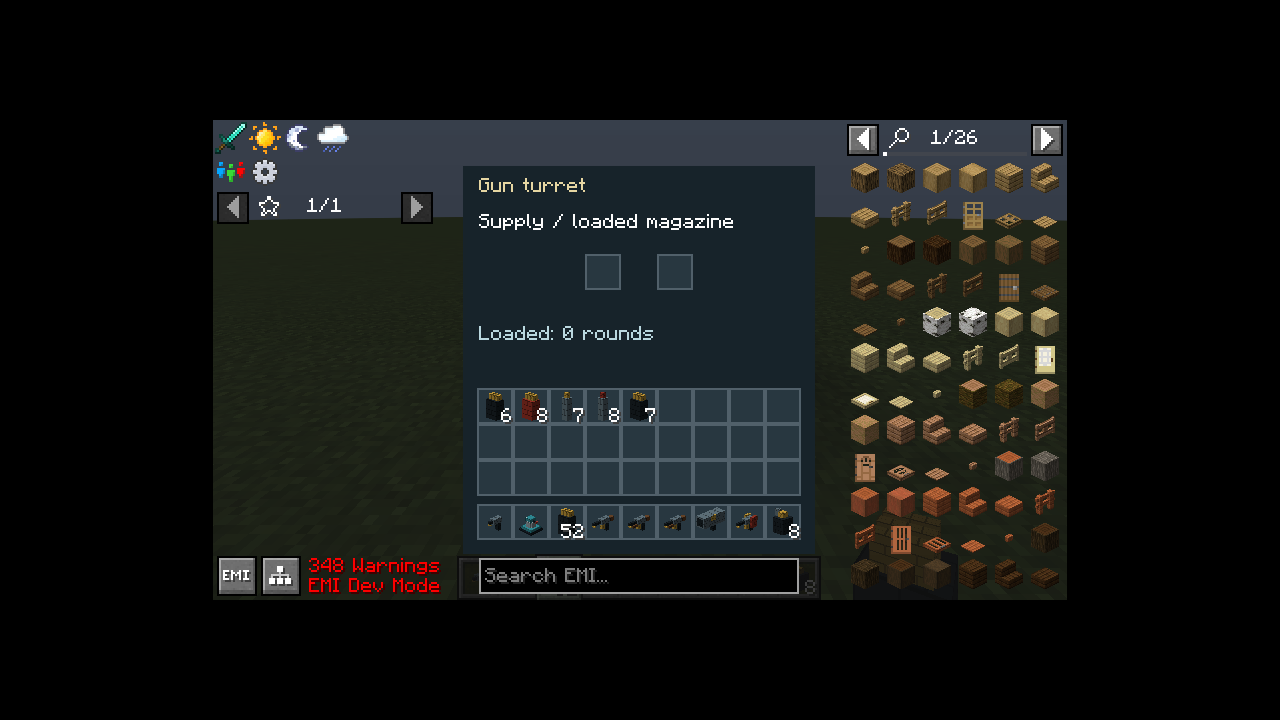 1/26
Gun turret
1/1
Supply / loaded magazine
Loaded: 0 rounds
6 8 7 8 7
52 8
348 Warnings
EMI
EMI Dev Mode
Search EMI...
8